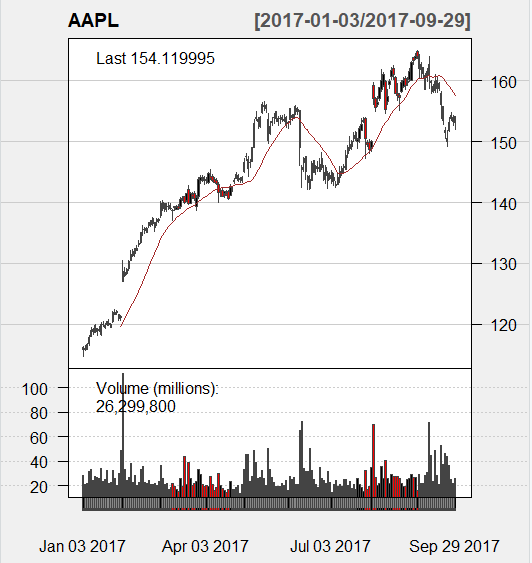 AAPL [2017-01-03/2017-09-29]
Last 154.119995
160
150
140
130
120
Volume (millions):
26,299,800
100
80
60
40
20
Jan 03 2017 Apr 03 2017 Jul 03 2017 Sep 29 2017